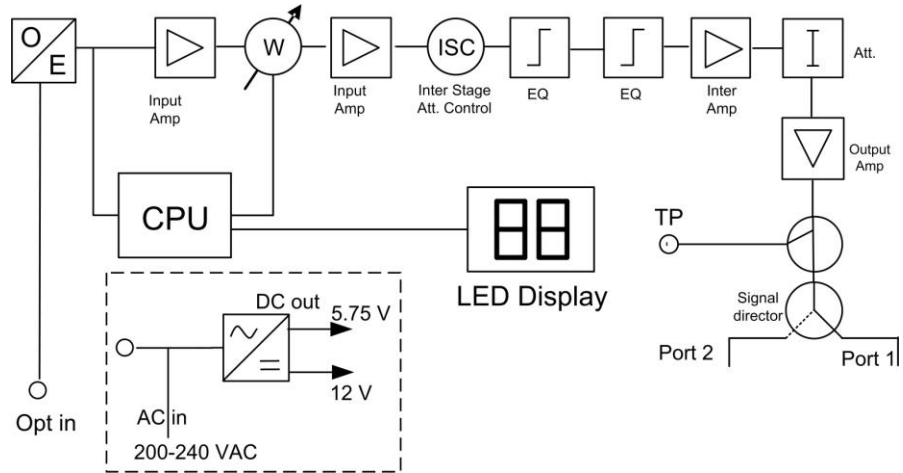 O
E
Input
Amp
W
Input
Amp
ISC
Inter Stage
Att. Control
EQ
EQ
Inter
Amp
Att.
Output
Amp
CPU
LED Display
TP
Signal
director
Port 2
Port 1
Opt in
DC out
5.75 V
12 V
AC in
200-240 VAC